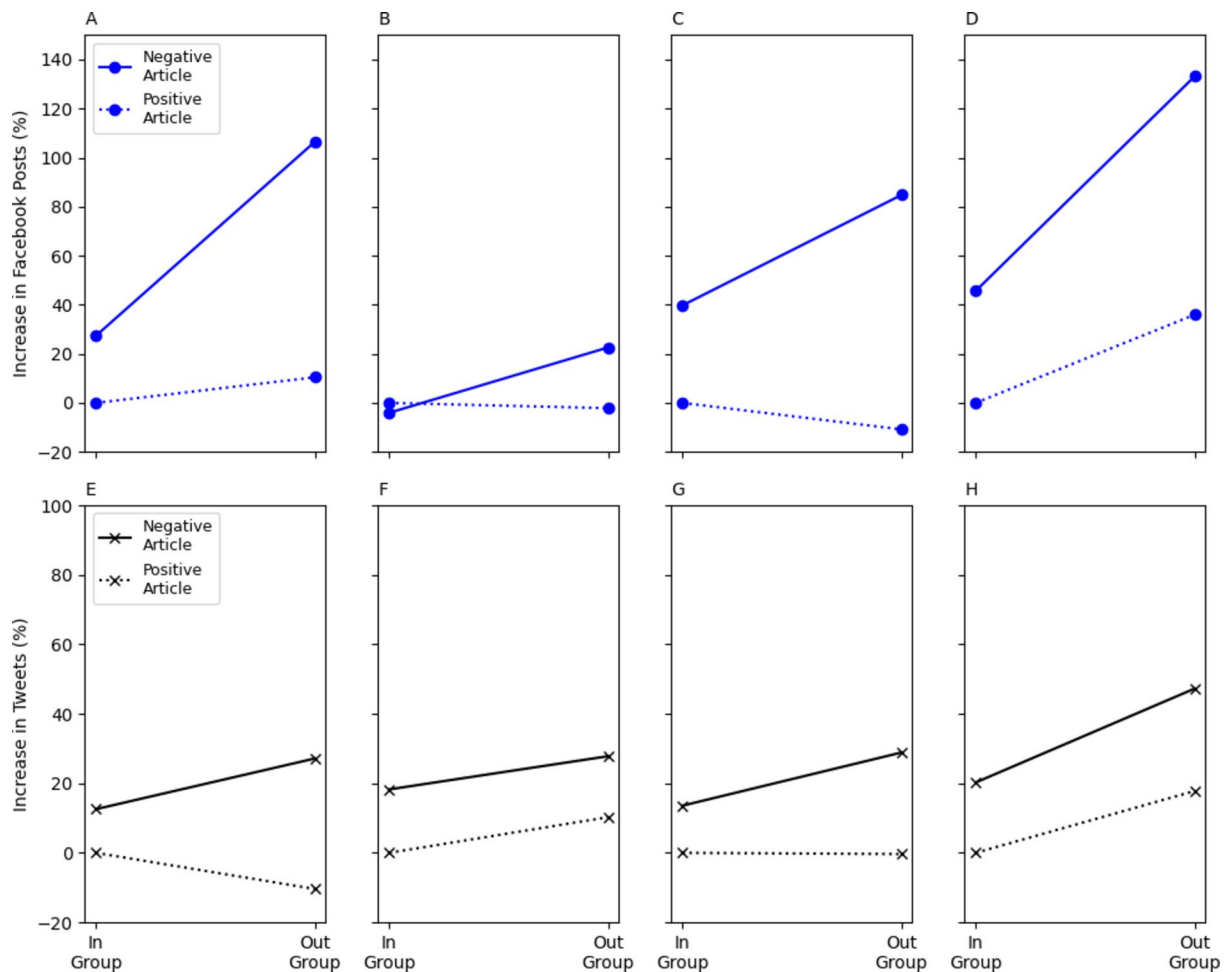 A
B
C
D
Increase in Facebook Posts (%)
140
120
100
80
60
40
20
0
−20
Negative
Article
Positive
Article
E
F
G
H
Increase in Tweets (%)
100
80
60
40
20
0
−20
Negative
Article
Positive
Article
In
Group
Out
Group
In
Group
Out
Group
In
Group
Out
Group
In
Group
Out
Group